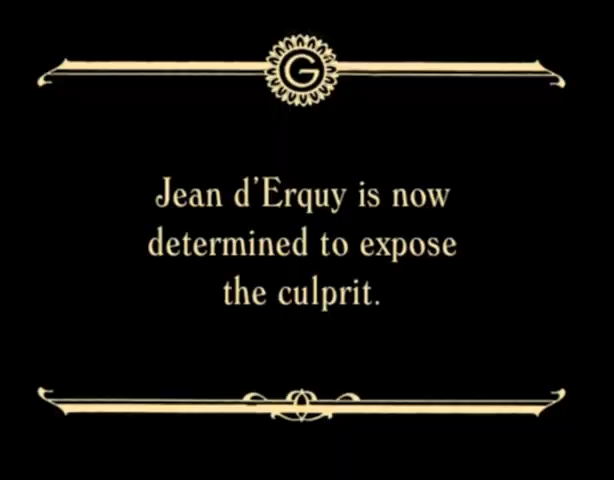 G
Jean d'Erquy is now
determined to expose
the culprit.